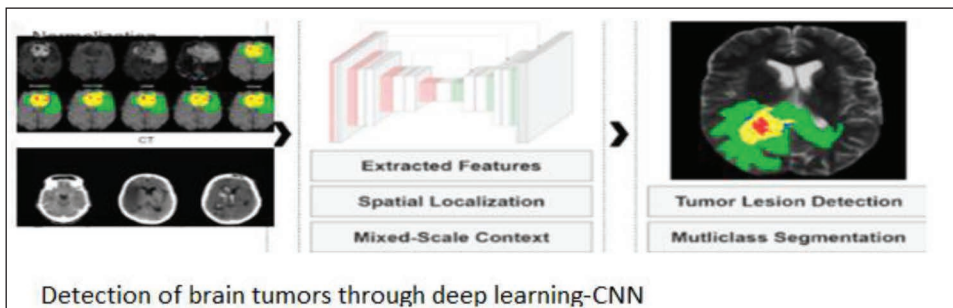 Normalization
CT
Extracted Features
Spatial Localization
Mixed-Scale Context
Tumor Lesion Detection
Mutliclass Segmentation
Detection of brain tumors through deep learning-CNN